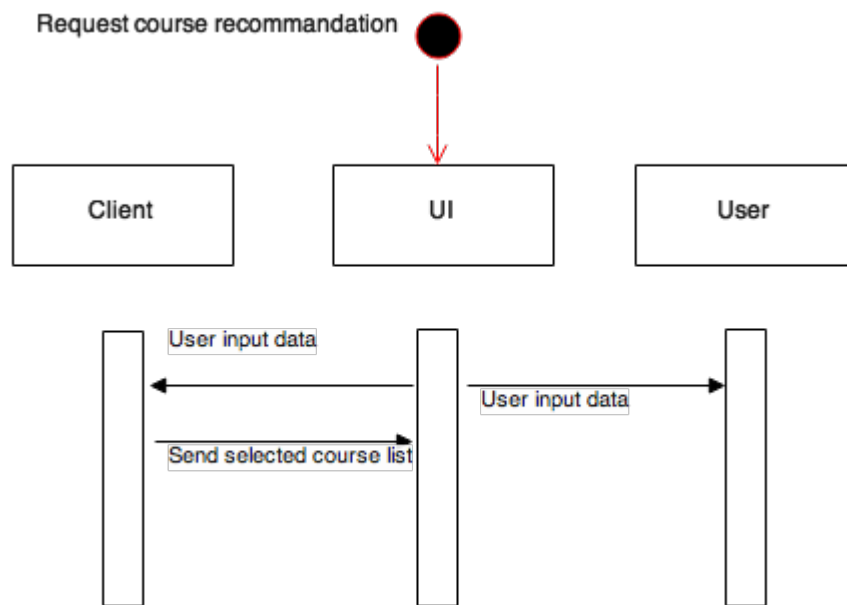 Request course recommandation
Client
UI
User
User input data
User input data
Send selected course list